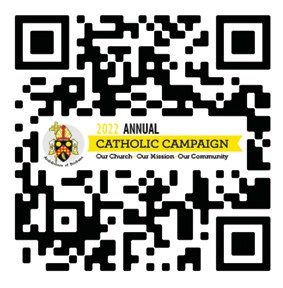 2022 ANNUAL
CATHOLIC CAMPAIGN
Our Church · Our Mission · Our Community